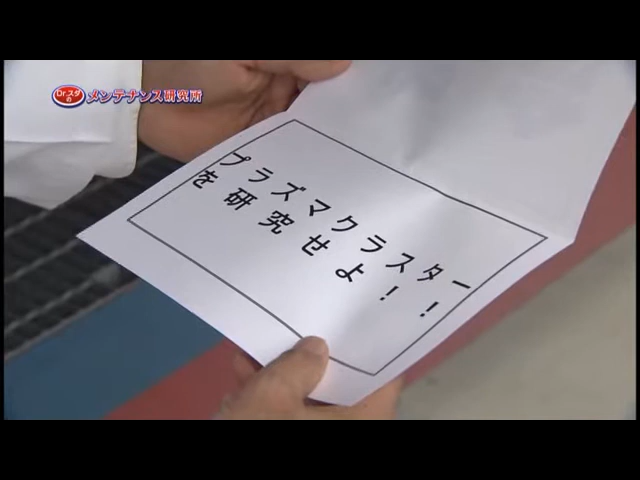 Dr.スダの
メンテナンス研究所
プラズマクラスター
を研究せよ！！